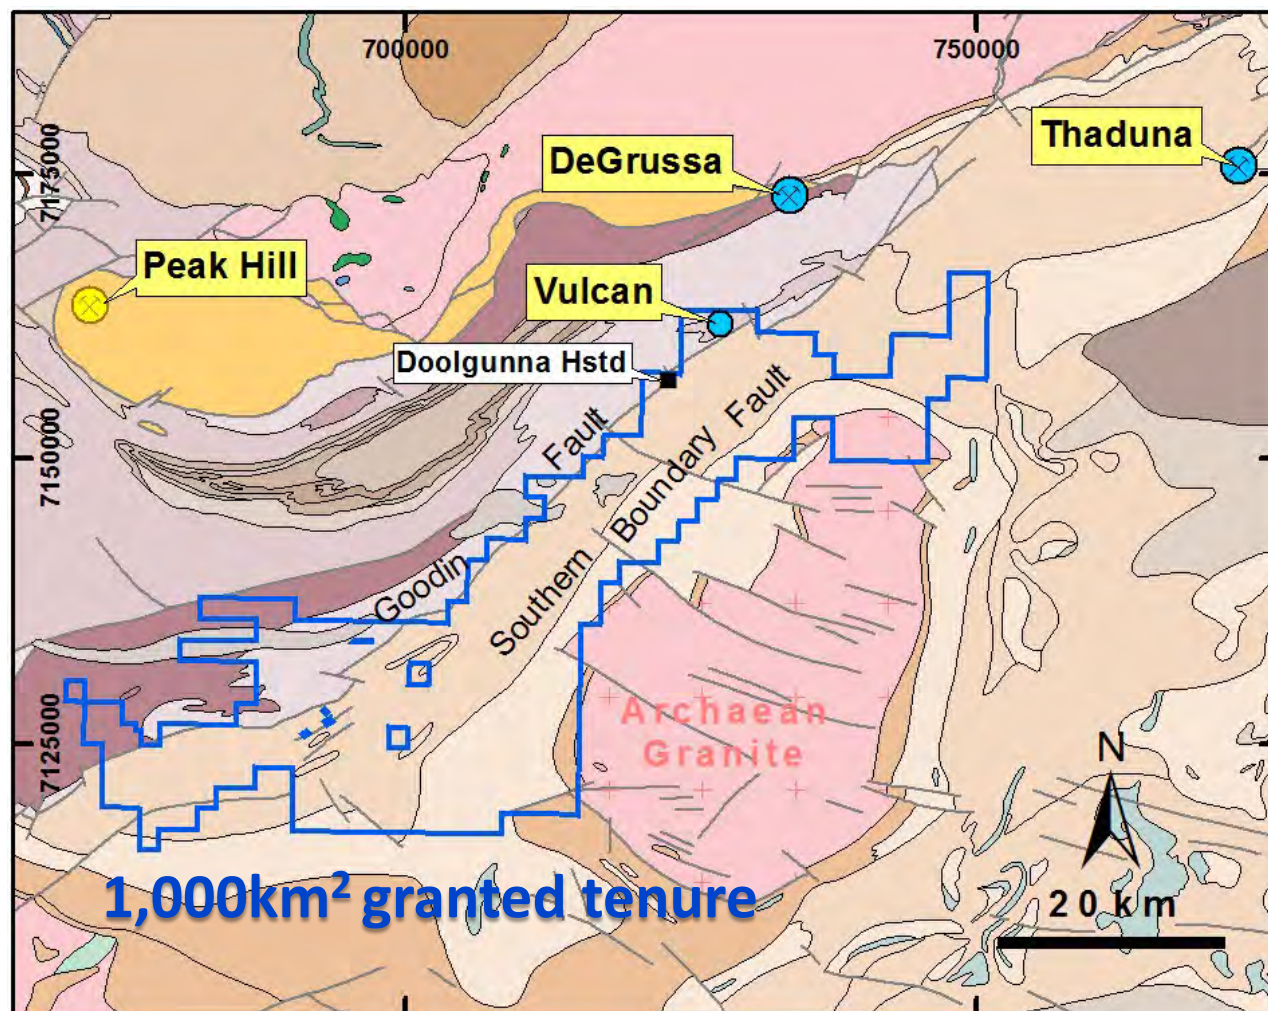 700000
750000
7175000
7150000
7125000
Thaduna
DeGrussa
Peak Hill
Vulcan
Doolgunna Hstd
Goodin Fault
Southern Boundary Fault
Archaean
Granite
N
20 km
1,000km² granted tenure